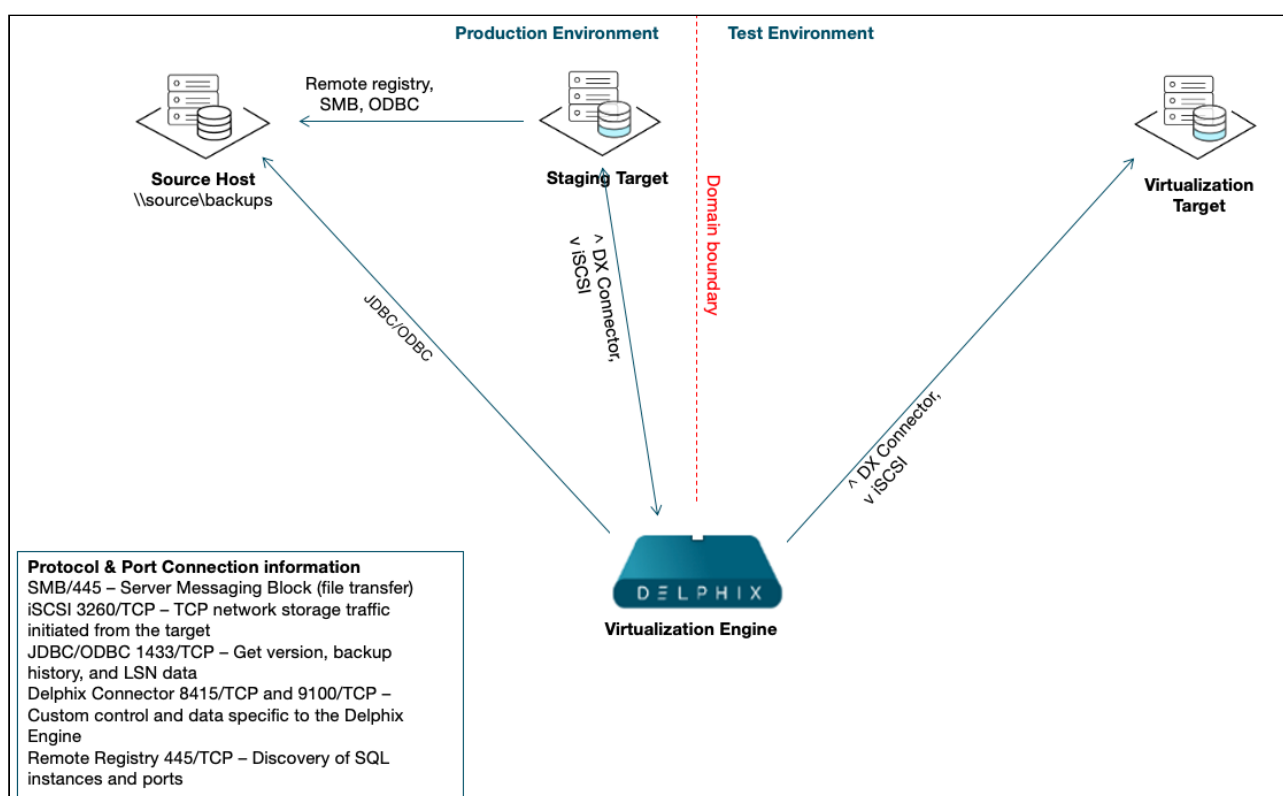 Production Environment
Test Environment
Remote registry,
SMB, ODBC
Source Host
\\source\backups
Staging Target
Virtualization
Target
Domain boundary
^ DX Connector,
v iSCSI
JDBC/ODBC
^ DX Connector,
v iSCSI
DELPHIX
Virtualization Engine
Protocol & Port Connection information
SMB/445 – Server Messaging Block (file transfer)
iSCSI 3260/TCP – TCP network storage traffic
initiated from the target
JDBC/ODBC 1433/TCP – Get version, backup
history, and LSN data
Delphix Connector 8415/TCP and 9100/TCP –
Custom control and data specific to the Delphix
Engine
Remote Registry 445/TCP – Discovery of SQL
instances and ports